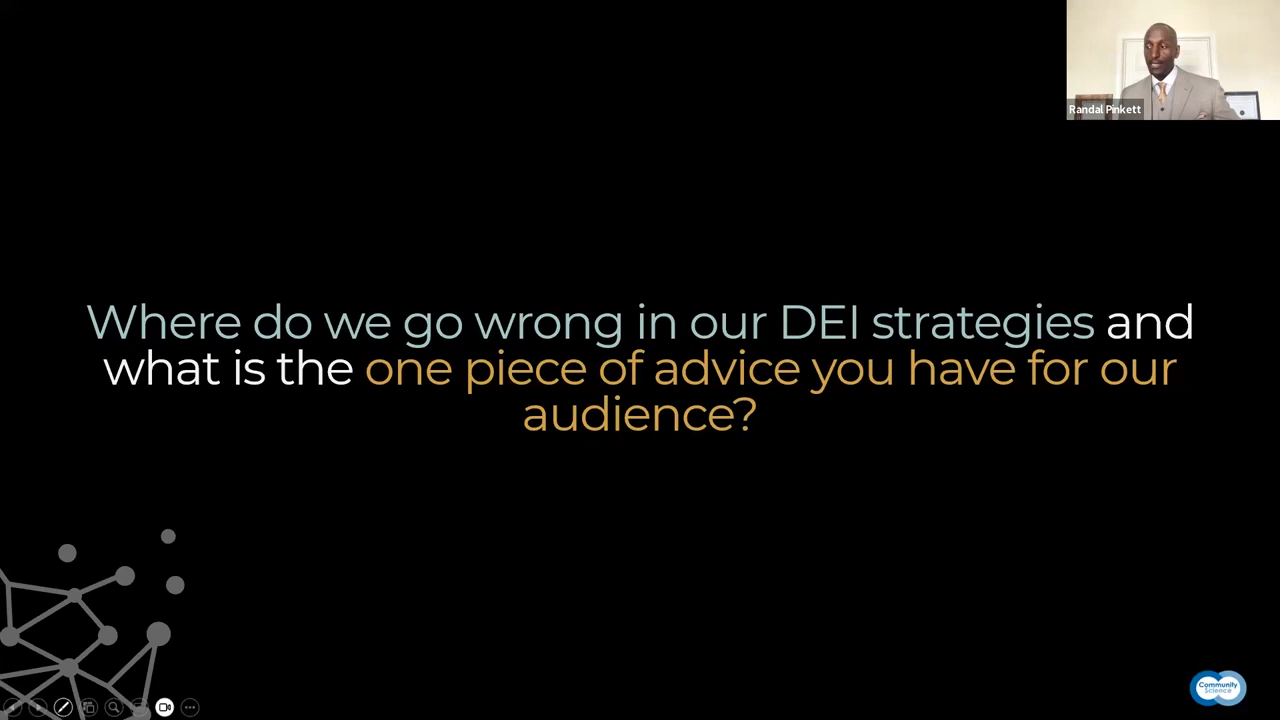 Randal Pinkett
Where do we go wrong in our DEI strategies and
what is the one piece of advice you have for our
audience?
Community
Science